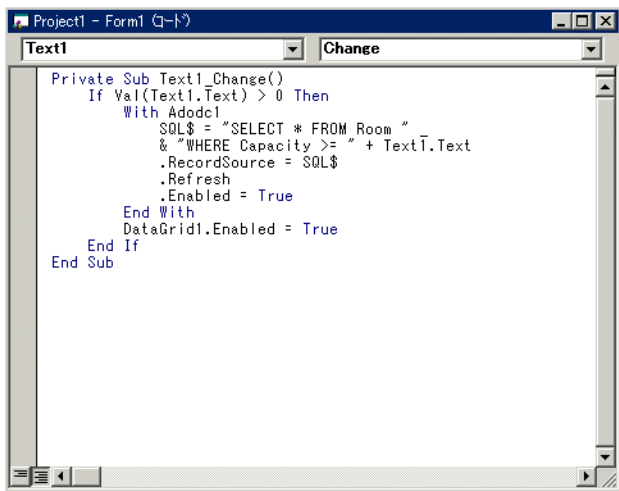 Project1 - Form1 (コード)
Text1
Change
Private Sub Text1_Change()
If Val(Text1.Text) > 0 Then
With Adodc1
SQL$ = "SELECT * FROM Room " _
& "WHERE Capacity >= " + Text1.Text
.RecordSource = SQL$
.Refresh
.Enabled = True
End With
DataGrid1.Enabled = True
End If
End Sub